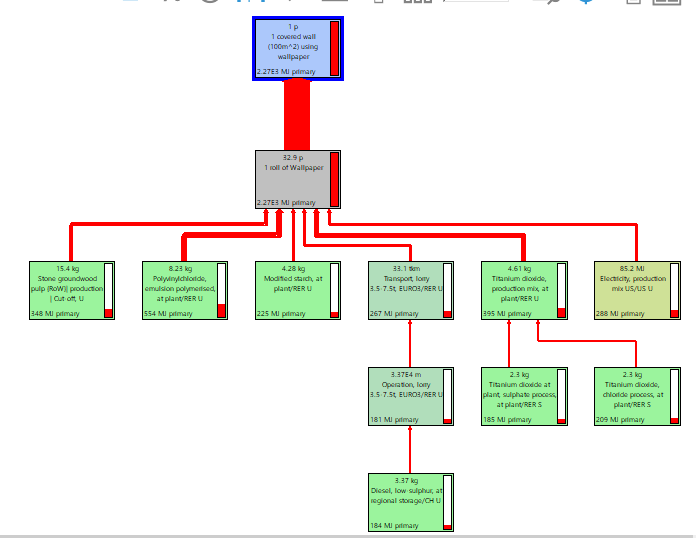 1 p
1 covered wall
(100m^2) using
wallpaper
2.27E3 MJ primary
32.9 p
1 roll of Wallpaper
2.27E3 MJ primary
15.4 kg
Stone groundwood
pulp {RoW}| production
| Cut-off, U
348 MJ primary
8.23 kg
Polyvinylchloride,
emulsion polymerised,
at plant/RER U
554 MJ primary
4.28 kg
Modified starch, at
plant/RER U
225 MJ primary
33.1 tkm
Transport, lorry
3.5-7.5t, EURO3/RER U
267 MJ primary
4.61 kg
Titanium dioxide,
production mix, at
plant/RER U
395 MJ primary
85.2 MJ
Electricity, production
mix US/US U
288 MJ primary
3.37E4 m
Operation, lorry
3.5-7.5t, EURO3/RER U
181 MJ primary
2.3 kg
Titanium dioxide at
plant, sulphate process,
at plant/RER S
185 MJ primary
2.3 kg
Titanium dioxide,
chloride process, at
plant/RER S
209 MJ primary
3.37 kg
Diesel, low-sulphur, at
regional storage/CH U
184 MJ primary